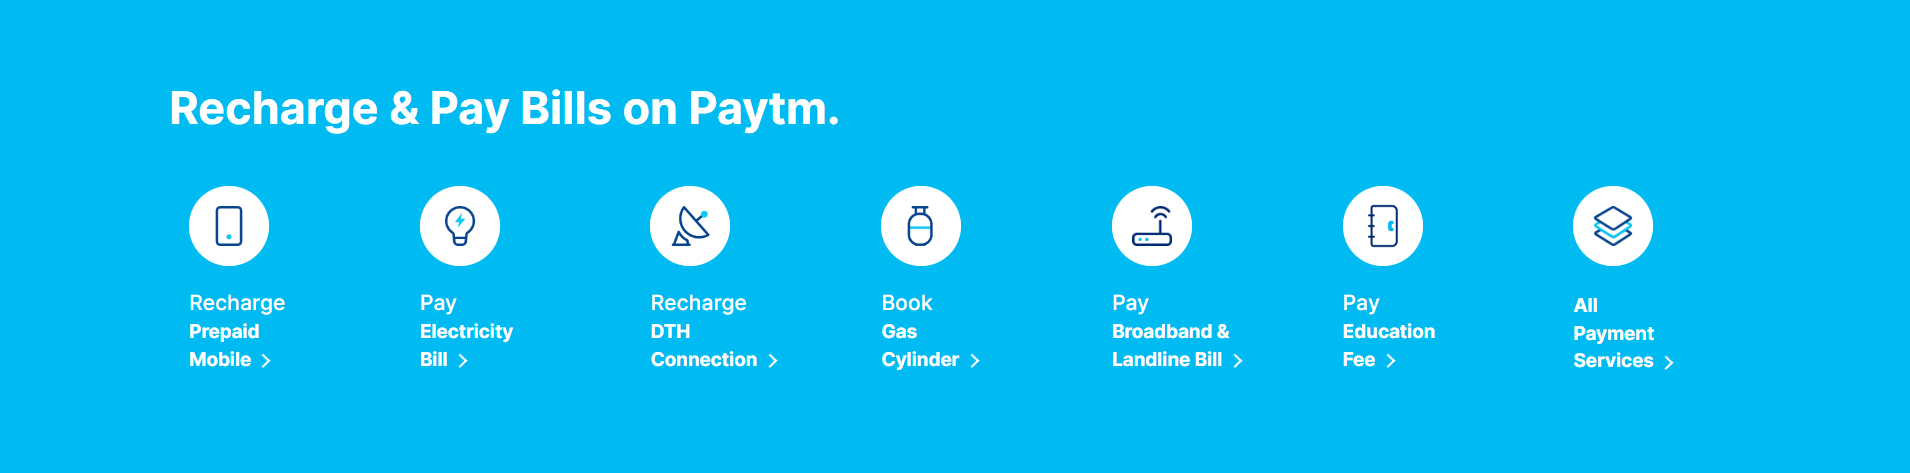 Recharge & Pay Bills on Paytm.
Recharge
Prepaid
Mobile
Pay
Electricity
Bill
Recharge
DTH
Connection
Book
Gas
Cylinder
Pay
Broadband &
Landline Bill
Pay
Education
Fee
All
Payment
Services